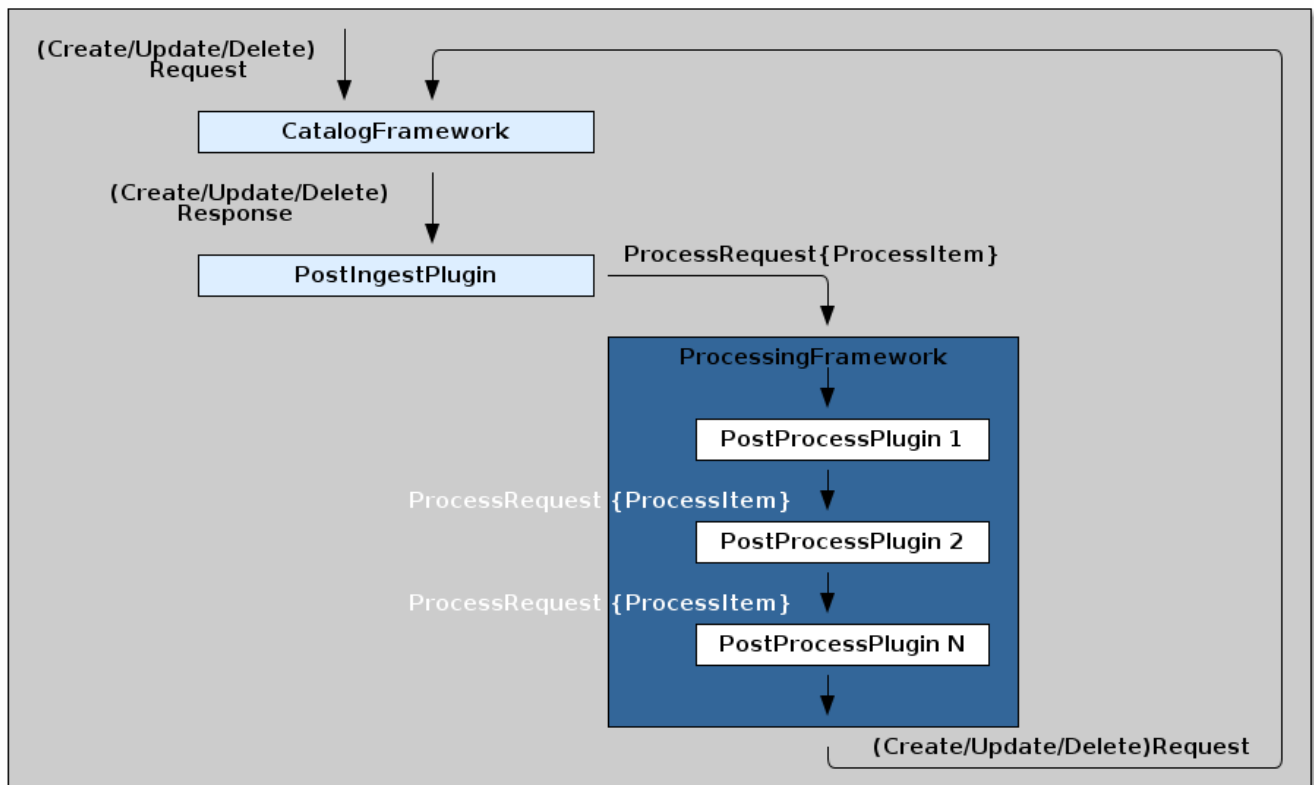 (Create/Update/Delete)
Request
CatalogFramework
(Create/Update/Delete)
Response
PostIngestPlugin
ProcessRequest{ProcessItem}
ProcessingFramework
PostProcessPlugin 1
ProcessRequest {ProcessItem}
PostProcessPlugin 2
ProcessRequest {ProcessItem}
PostProcessPlugin N
(Create/Update/Delete)Request